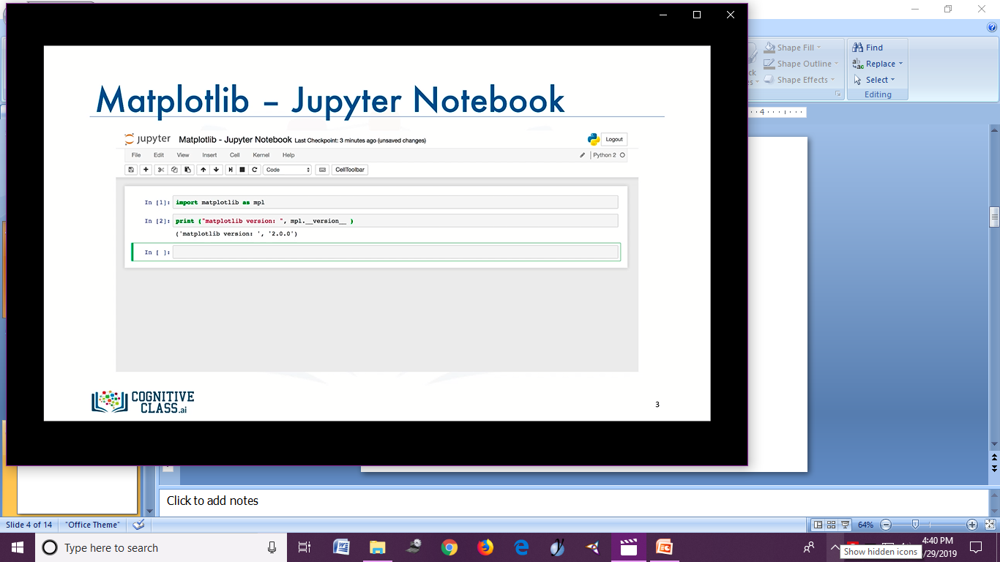 Matplotlib – Jupyter Notebook
jupyter Matplotlib - Jupyter Notebook Last Checkpoint: 3 minutes ago (unsaved changes) Logout
File Edit View Insert Cell Kernel Help Python 2
Code CellToolbar
In [1]: import matplotlib as mpl
In [2]: print ("matplotlib version: ", mpl.__version__ )
('matplotlib version: ', '2.0.0')
In [ ]:
COGNITIVE
CLASS.ai
3
Shape Fill
Shape Outline
Shape Effects
Find
Replace
Select
Editing
4
Click to add notes
Slide 4 of 14 "Office Theme" 64%
Type here to search
4:40 PM
/29/2019
Show hidden icons